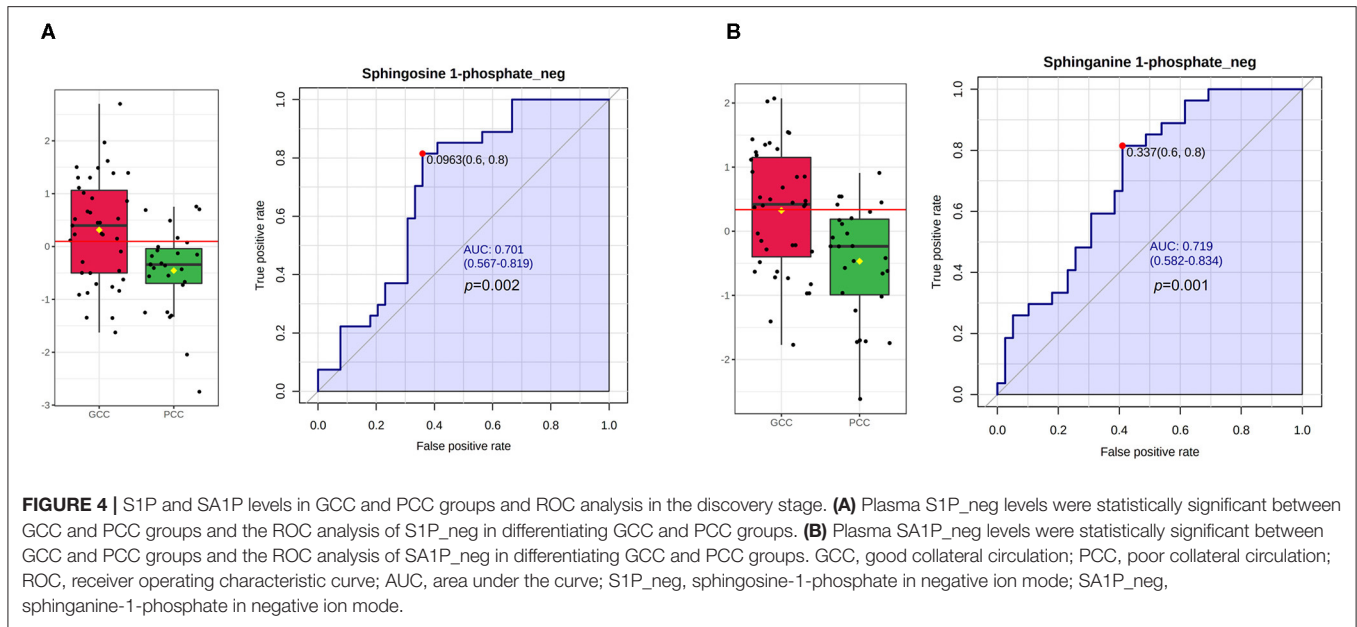 A
B
Sphingosine 1-phosphate_neg
Sphinganine 1-phosphate_neg
2
1
0
-1
-2
-3
GCC
PCC
True positive rate
1.0
0.8
0.6
0.4
0.2
0.0
0.0963(0.6, 0.8)
AUC: 0.701
(0.567-0.819)
p=0.002
0.0
0.2
0.4
0.6
0.8
1.0
False positive rate
2
1
0
-1
-2
GCC
PCC
True positive rate
1.0
0.8
0.6
0.4
0.2
0.0
0.337(0.6, 0.8)
AUC: 0.719
(0.582-0.834)
p=0.001
0.0
0.2
0.4
0.6
0.8
1.0
False positive rate
FIGURE 4 | S1P and SA1P levels in GCC and PCC groups and ROC analysis in the discovery stage. (A) Plasma S1P_neg levels were statistically significant between
GCC and PCC groups and the ROC analysis of S1P_neg in differentiating GCC and PCC groups. (B) Plasma SA1P_neg levels were statistically significant between
GCC and PCC groups and the ROC analysis of SA1P_neg in differentiating GCC and PCC groups. GCC, good collateral circulation; PCC, poor collateral circulation;
ROC, receiver operating characteristic curve; AUC, area under the curve; S1P_neg, sphingosine-1-phosphate in negative ion mode; SA1P_neg,
sphinganine-1-phosphate in negative ion mode.